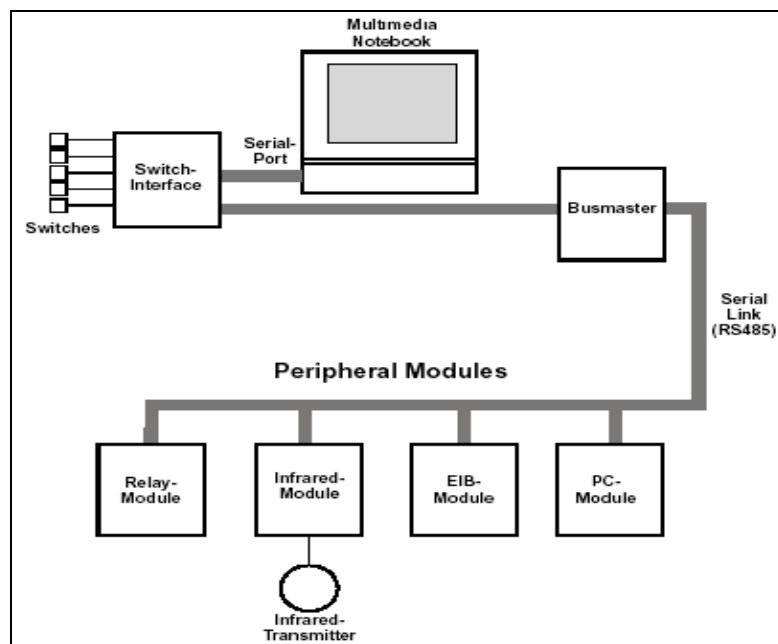 Multimedia
Notebook
Serial-
Port
Switch-
Interface
Switches
Busmaster
Serial
Link
(RS485)
Peripheral Modules
Relay-
Module
Infrared-
Module
EIB-
Module
PC-
Module
Infrared-
Transmitter